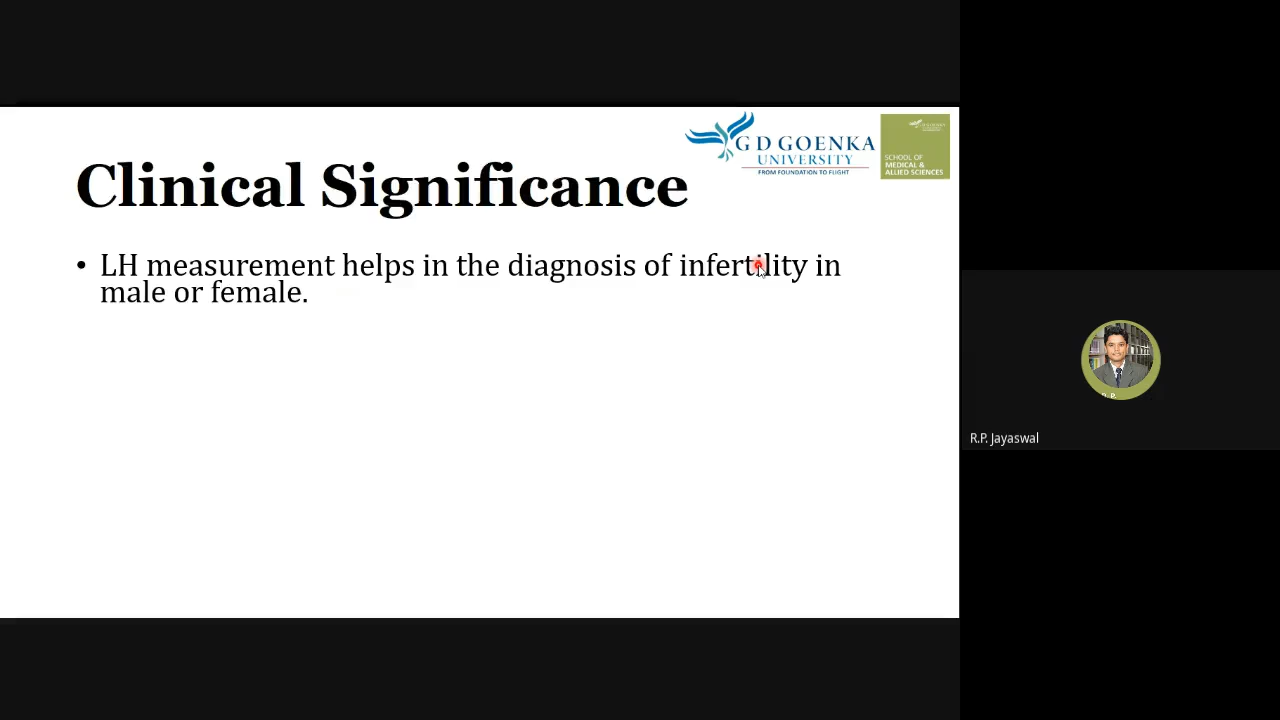 G D GOENKA
UNIVERSITY
FROM FOUNDATION TO FLIGHT
SCHOOL OF
MEDICAL &
ALLIED SCIENCES
Clinical Significance
• LH measurement helps in the diagnosis of infertility in
male or female.
R.P. Jayaswal